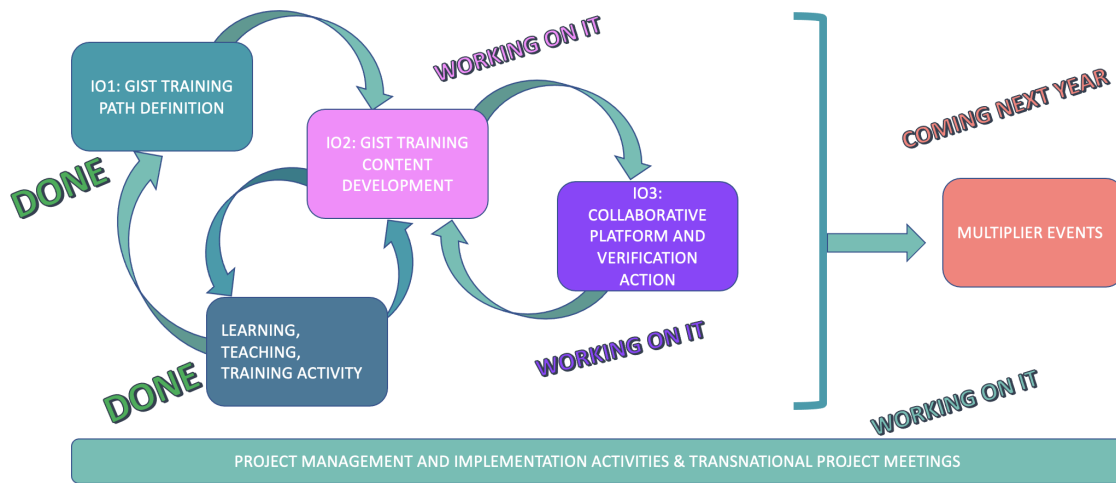 WORKING ON IT
COMING NEXT YEAR
IO1: GIST TRAINING
PATH DEFINITION
DONE
IO2: GIST TRAINING
CONTENT
DEVELOPMENT
IO3:
COLLABORATIVE
PLATFORM AND
VERIFICATION
ACTION
MULTIPLIER EVENTS
LEARNING,
TEACHING,
TRAINING ACTIVITY
DONE
WORKING ON IT
WORKING ON IT
PROJECT MANAGEMENT AND IMPLEMENTATION ACTIVITIES & TRANSNATIONAL PROJECT MEETINGS